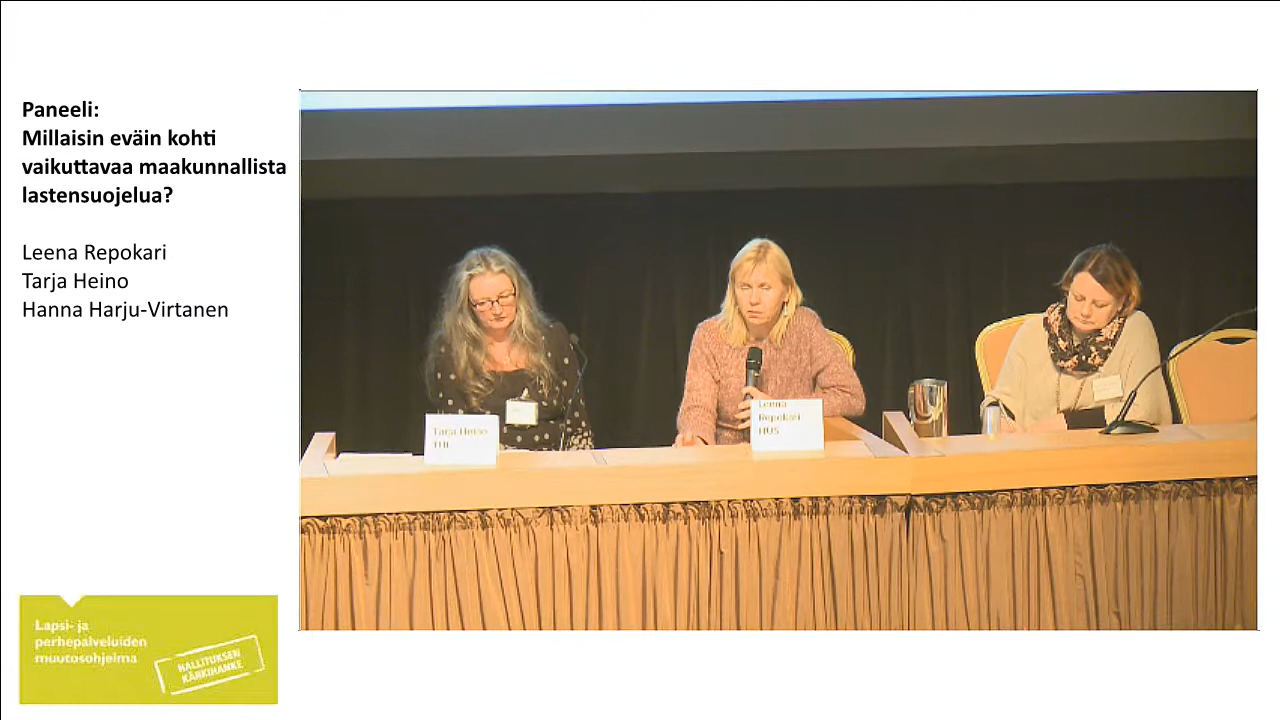 Paneeli:
Millaisin eväin kohti
vaikuttavaa maakunnallista
lastensuojelua?
Leena Repokari
Tarja Heino
Hanna Harju-Virtanen
Tarja Heino
THL
Leena
Repokari
HUS
Lapsi- ja
perhepalveluiden
muutosohjelma
HALLITUKSEN
KÄRKIHANKE